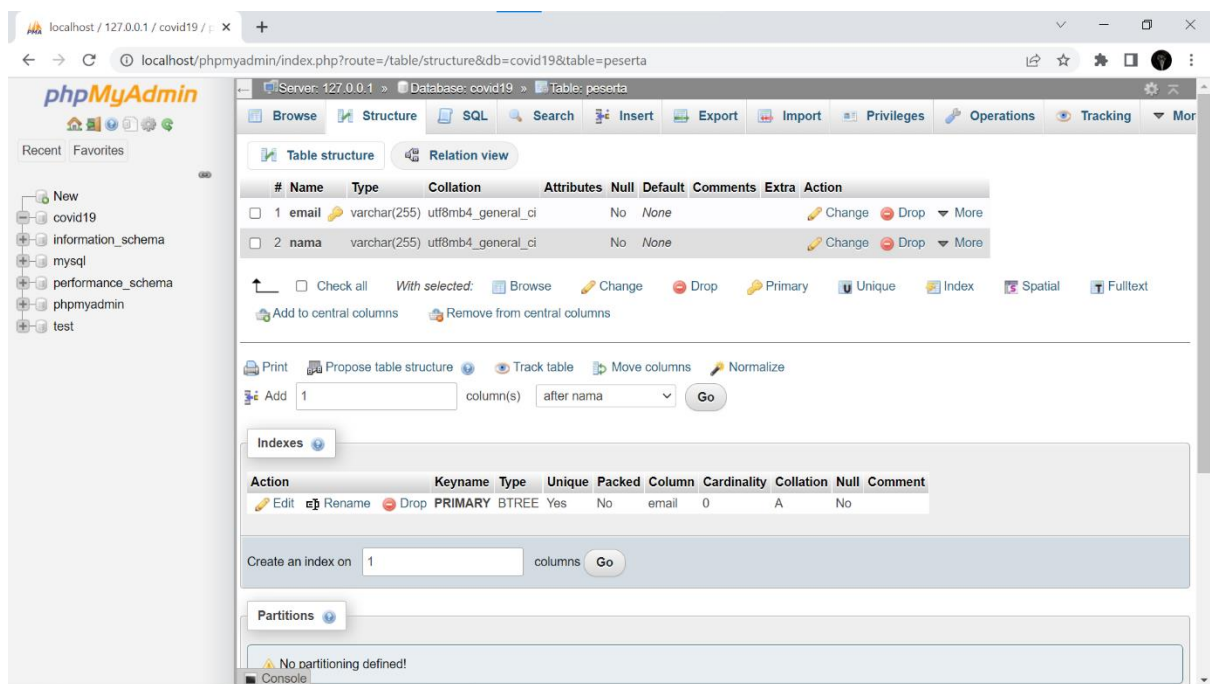 localhost / 127.0.0.1 / covid19 / p
localhost/phpmyadmin/index.php?route=/table/structure&db=covid19&table=peserta
phpMyAdmin
Recent Favorites
New
covid19
information_schema
mysql
performance_schema
phpmyadmin
test
Server: 127.0.0.1 » Database: covid19 » Table: peserta
Browse Structure SQL Search Insert Export Import Privileges Operations Tracking Mor
Table structure Relation view
# Name Type Collation Attributes Null Default Comments Extra Action
1 email varchar(255) utf8mb4_general_ci No None Change Drop More
2 nama varchar(255) utf8mb4_general_ci No None Change Drop More
Check all With selected: Browse Change Drop Primary Unique Index Spatial Fulltext
Add to central columns Remove from central columns
Print Propose table structure Track table Move columns Normalize
Add 1 column(s) after nama Go
Indexes
Action Keyname Type Unique Packed Column Cardinality Collation Null Comment
Edit Rename Drop PRIMARY BTREE Yes No email 0 A No
Create an index on 1 columns Go
Partitions
No partitioning defined!
Console